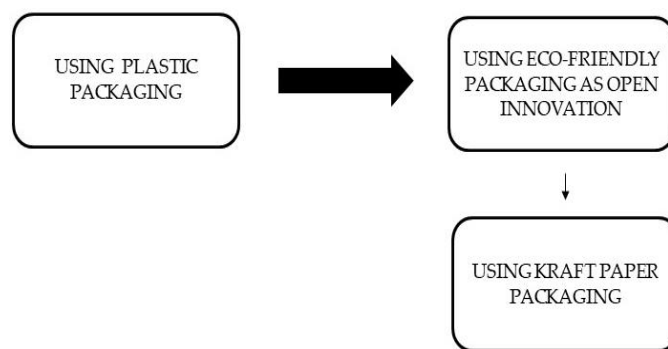 USING PLASTIC
PACKAGING
USING ECO-FRIENDLY
PACKAGING AS OPEN
INNOVATION
USING KRAFT PAPER
PACKAGING